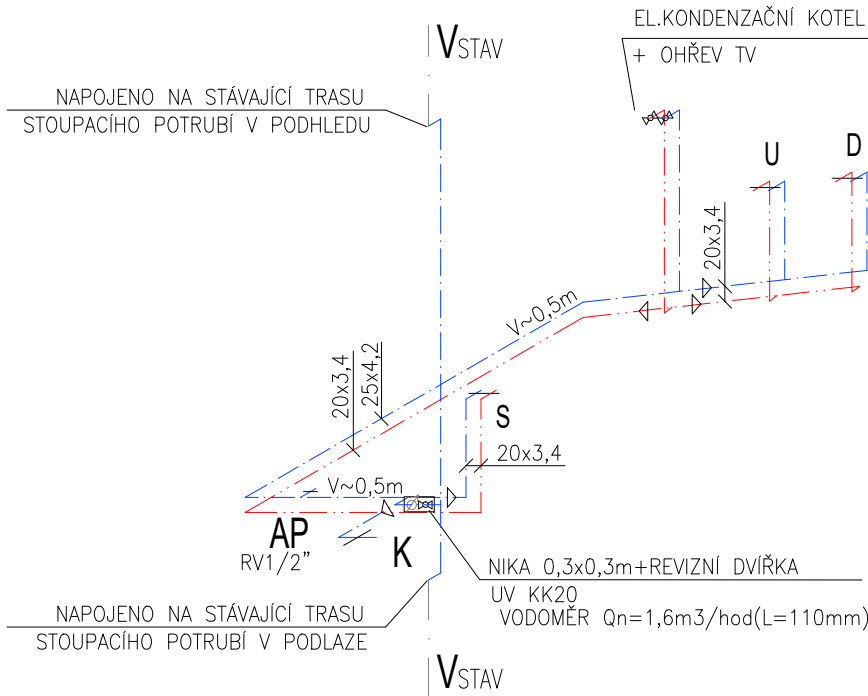 EL.KONDENZAČNÍ KOTEL
+ OHŘEV TV
VSTAV
NAPOJENO NA STÁVAJÍCÍ TRASU
STOUPACÍHO POTRUBÍ V PODHLEDU
U
D
20x3,4
V~0,5m
20x3,4
25x4,2
S
20x3,4
V~0,5m
AP
RV1/2"
K
NIKA 0,3x0,3m+REVIZNÍ DVÍŘKA
UV KK20
VODOMĚR Qn=1,6m3/hod(L=110mm)
NAPOJENO NA STÁVAJÍCÍ TRASU
STOUPACÍHO POTRUBÍ V PODLAZE
VSTAV